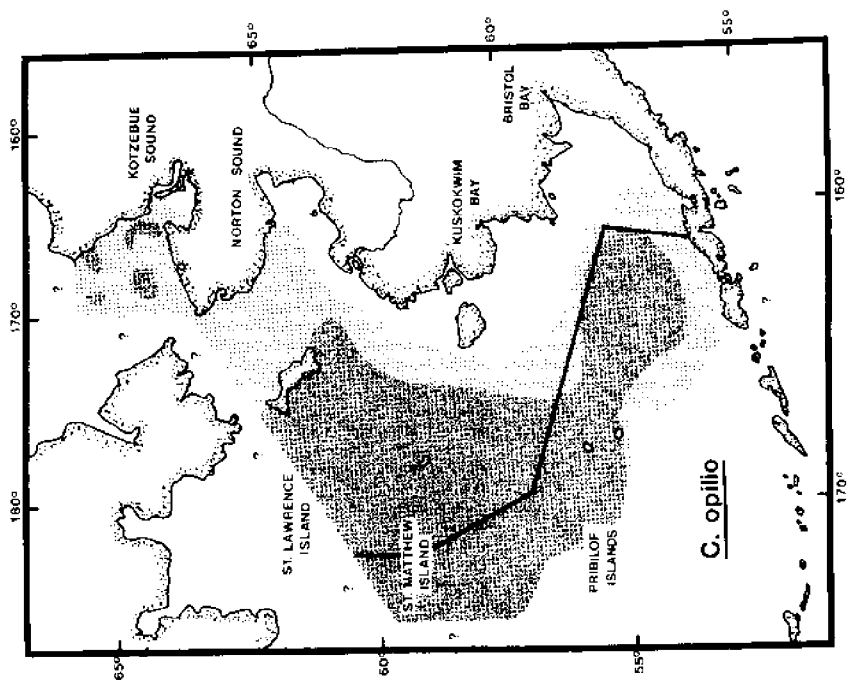 180° 170° 160°
?
65°
?
KOTZEBUE
SOUND
?
NORTON SOUND
65°
?
ST. LAWRENCE
ISLAND
?
60°
ST. MATTHEW
ISLAND
?
KUSKOKWIM
BAY
60°
BRISTOL
BAY
PRIBILOF
ISLANDS
55°
C. opilio
55°
?
170° 160°